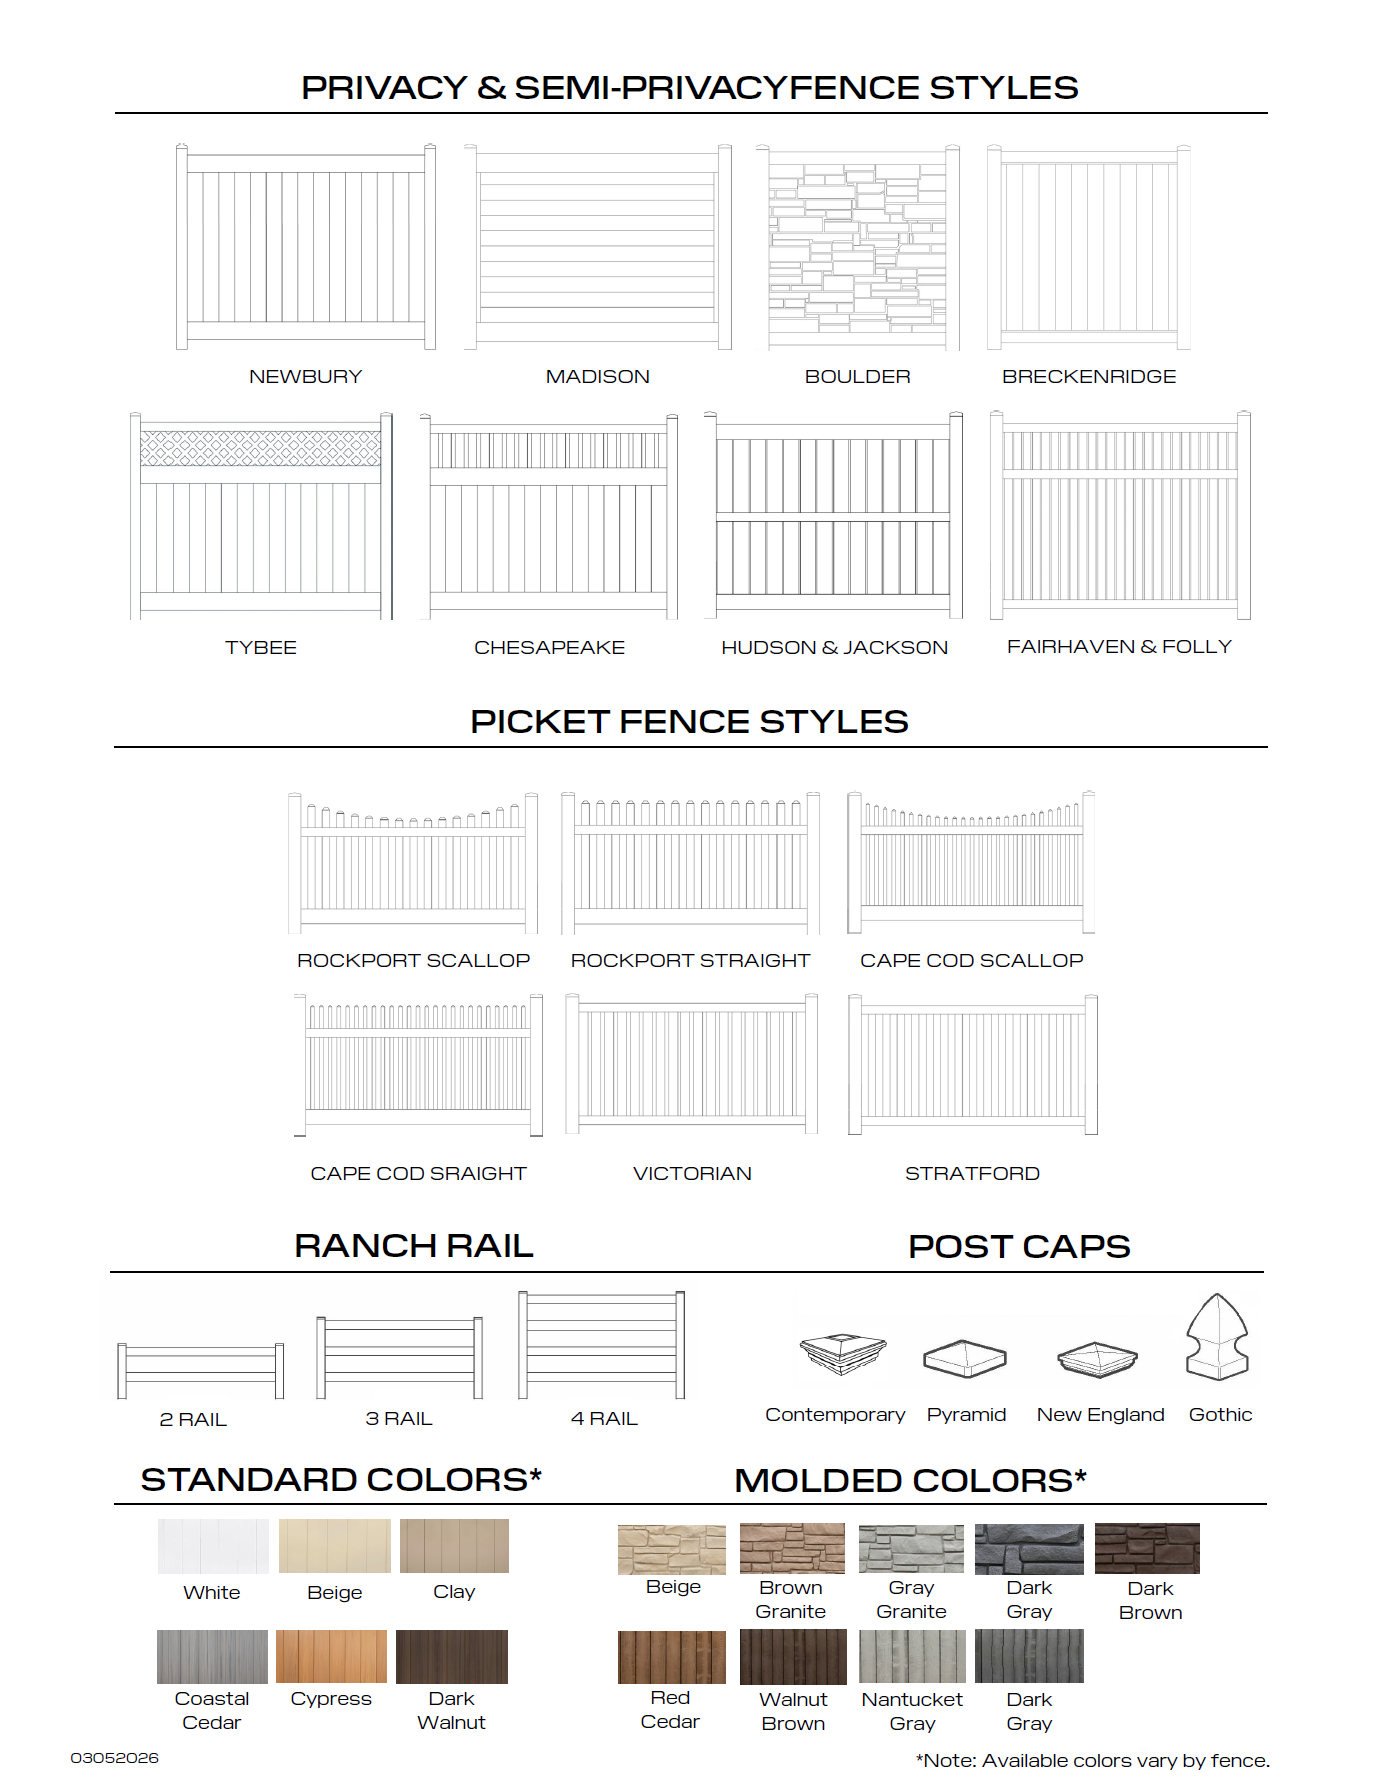 PRIVACY & SEMI-PRIVACYFENCE STYLES
NEWBURY
MADISON
BOULDER
BRECKENRIDGE
TYBEE
CHESAPEAKE
HUDSON & JACKSON
FAIRHAVEN & FOLLY
PICKET FENCE STYLES
ROCKPORT SCALLOP
ROCKPORT STRAIGHT
CAPE COD SCALLOP
CAPE COD SRAIGHT
VICTORIAN
STRATFORD
RANCH RAIL
2 RAIL
3 RAIL
4 RAIL
POST CAPS
Contemporary
Pyramid
New England
Gothic
STANDARD COLORS*
White
Beige
Clay
Coastal
Cedar
Cypress
Dark
Walnut
MOLDED COLORS*
Beige
Brown
Granite
Gray
Granite
Dark
Gray
Dark
Brown
Red
Cedar
Walnut
Brown
Nantucket
Gray
Dark
Gray
03052026
*Note: Available colors vary by fence.